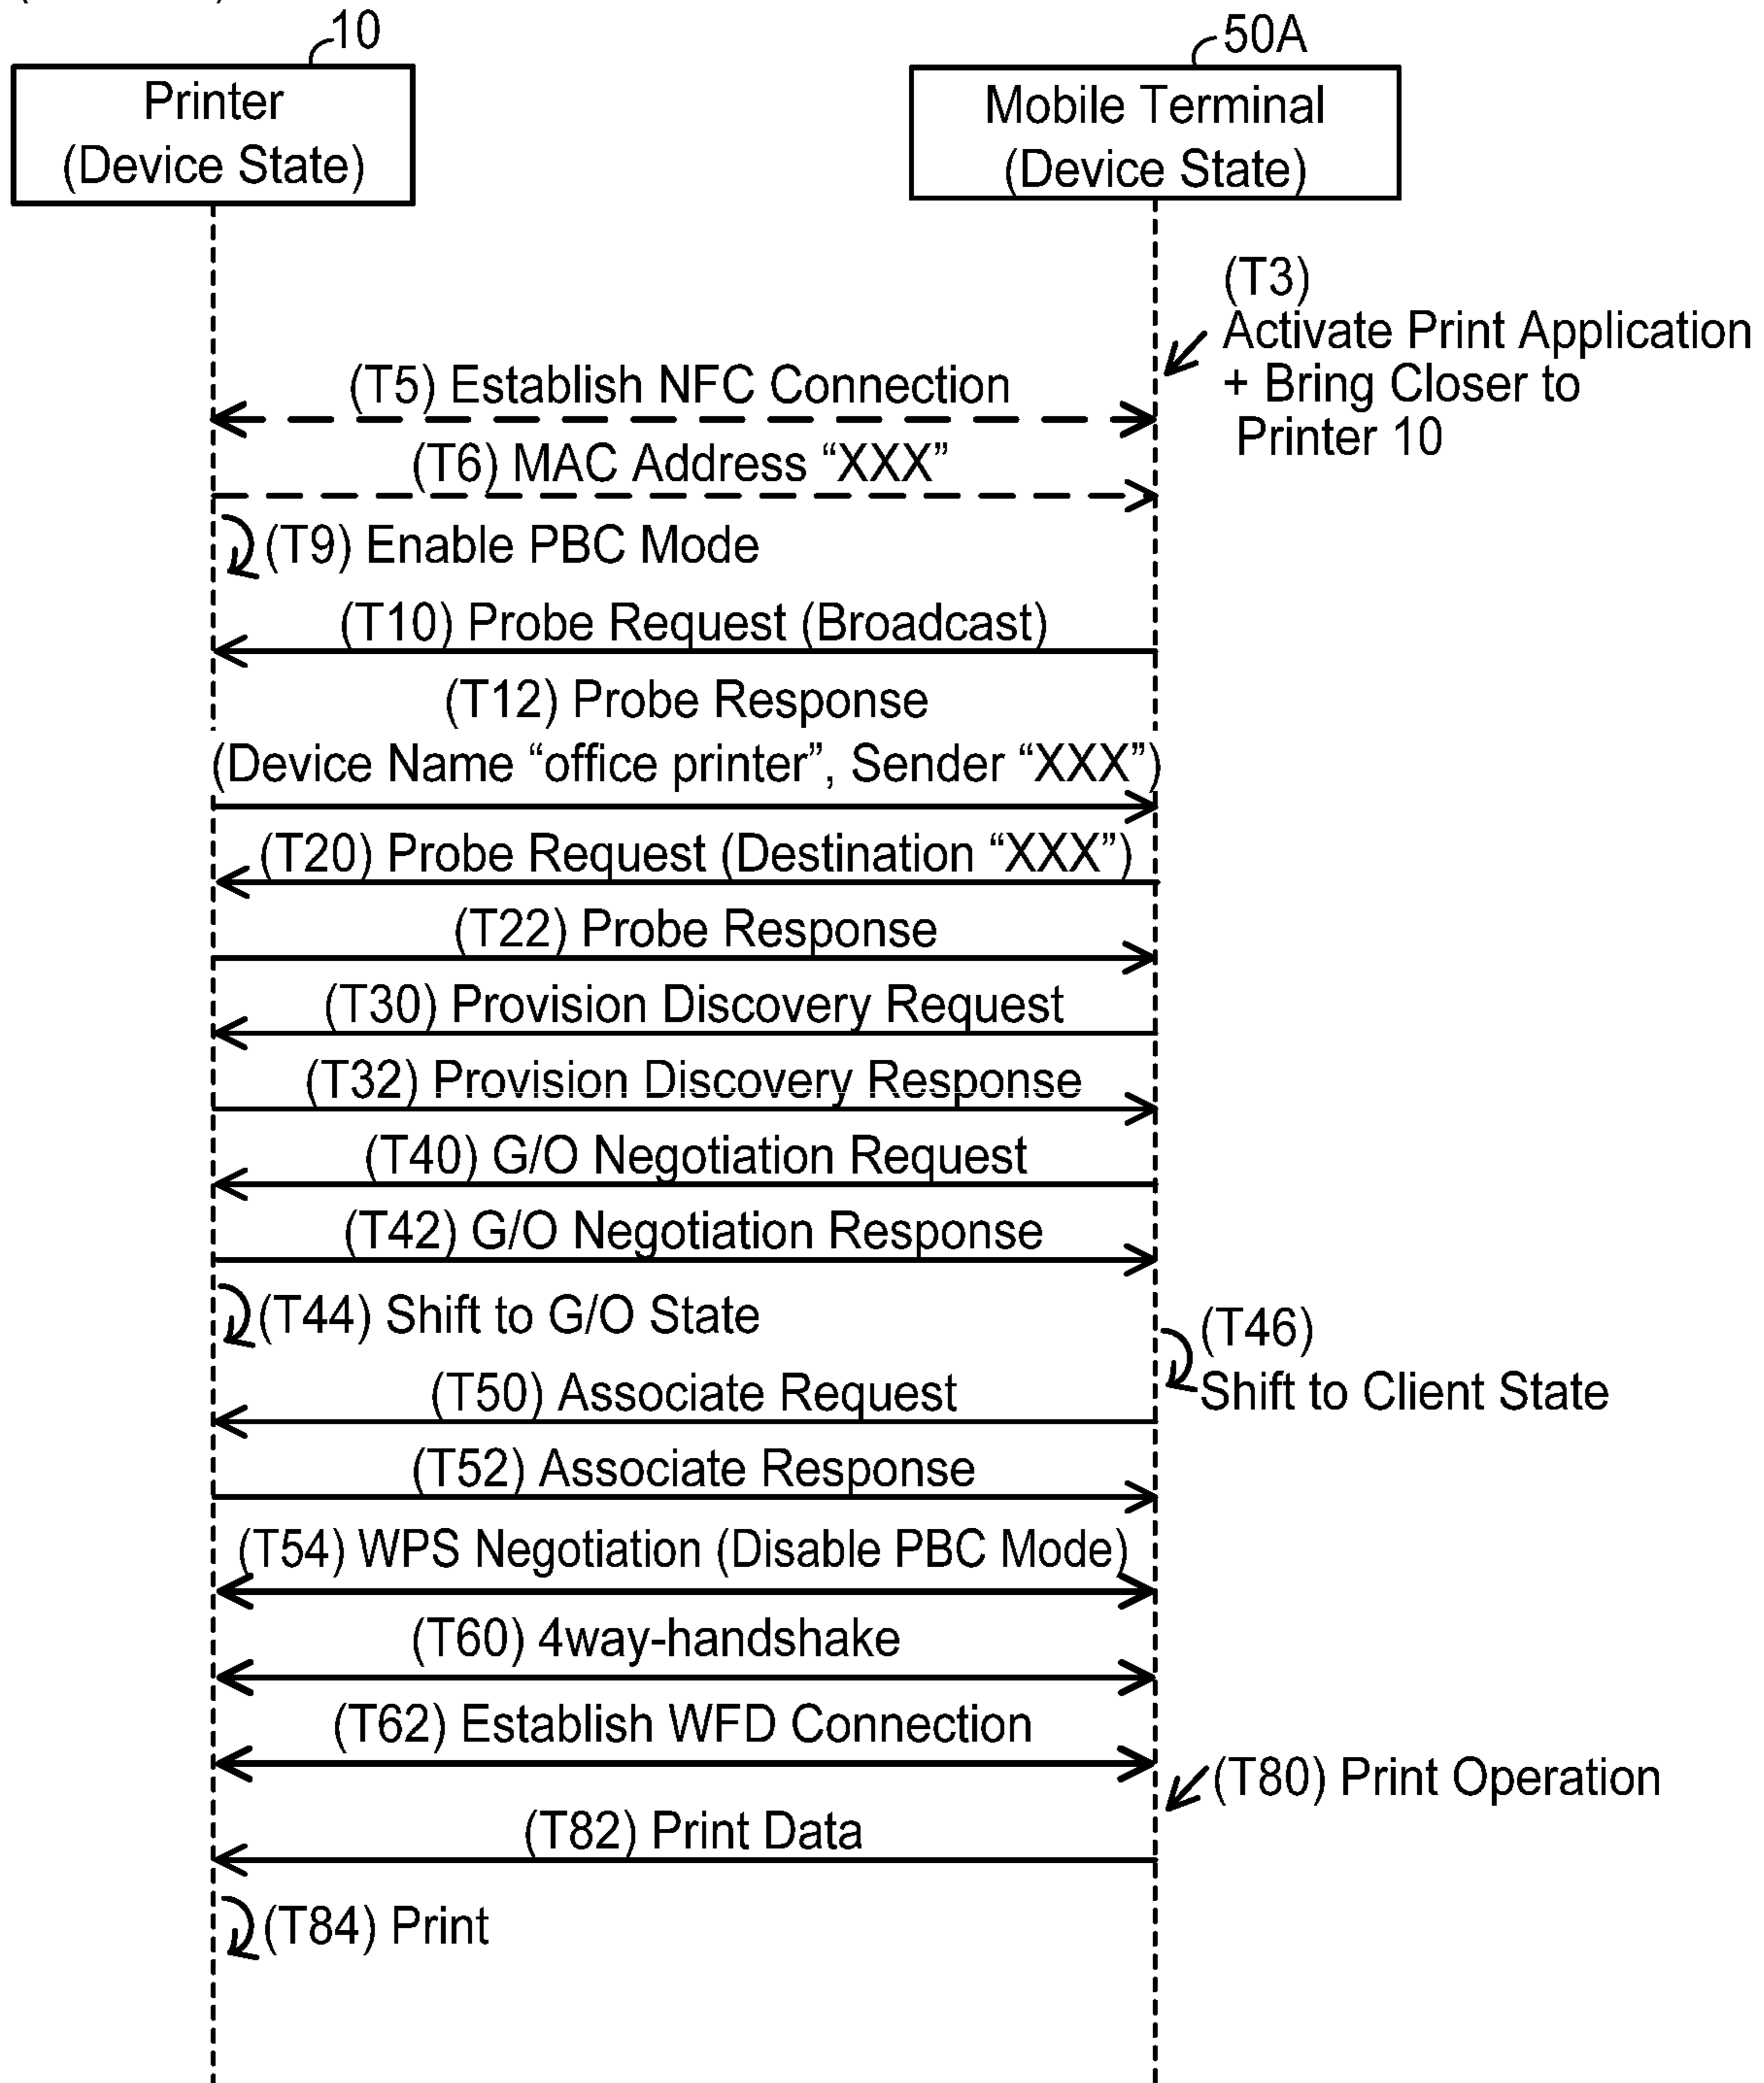 10
50A
Printer
(Device State)
Mobile Terminal
(Device State)
(T3)
Activate Print Application
+ Bring Closer to
Printer 10
(T5) Establish NFC Connection
(T6) MAC Address “XXX”
(T9) Enable PBC Mode
(T10) Probe Request (Broadcast)
(T12) Probe Response
(Device Name “office printer”, Sender “XXX”)
(T20) Probe Request (Destination “XXX”)
(T22) Probe Response
(T30) Provision Discovery Request
(T32) Provision Discovery Response
(T40) G/O Negotiation Request
(T42) G/O Negotiation Response
(T44) Shift to G/O State
(T46)
Shift to Client State
(T50) Associate Request
(T52) Associate Response
(T54) WPS Negotiation (Disable PBC Mode)
(T60) 4way-handshake
(T62) Establish WFD Connection
(T80) Print Operation
(T82) Print Data
(T84) Print